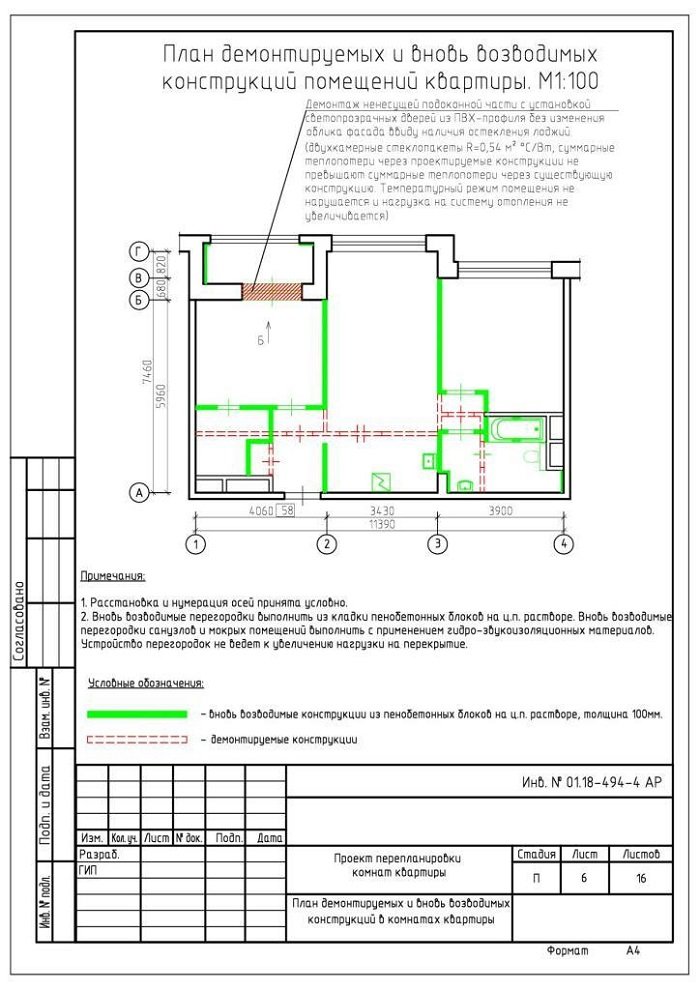 План демонтируемых и вновь возводимых
конструкций помещений квартиры. М1:100
Демонтаж ненесущей подоконной части с установкой
светопрозрачных дверей из ПВХ-профиля без изменения
облика фасада ввиду наличия остекления лоджий.
(двухкамерные стеклопакеты R=0,54 м² °С/Вт, суммарные
теплопотери через проектируемые конструкции не
превышают суммарные теплопотери через существующую
конструкцию. Температурный режим помещения не
нарушается и нагрузка на систему отопления не
увеличивается)
Г
820
В
680
Б
Б
7460
5960
А
4060
58
3430
3900
11390
1
2
3
4
Примечания:
1. Расстановка и нумерация осей принята условно.
2. Вновь возводимые перегородки выполнить из кладки пенобетонных блоков на ц.п. растворе. Вновь возводимые
перегородки санузлов и мокрых помещений выполнить с применением гидро-звукоизоляционных материалов.
Устройство перегородок не ведет к увеличению нагрузки на перекрытие.
Условные обозначения:
- вновь возводимые конструкции из пенобетонных блоков на ц.п. растворе, толщина 100мм.
- демонтируемые конструкции
Согласовано
Взам. инв. №
Подп. и дата
Инв. № подл.
Инв. № 01.18-494-4 АР
Изм. Кол.уч. Лист № док. Подп. Дата
Разраб.
ГИП
Проект перепланировки
комнат квартиры
Стадия Лист Листов
П 6 16
План демонтируемых и вновь возводимых
конструкций в комнатах квартиры
Формат А4